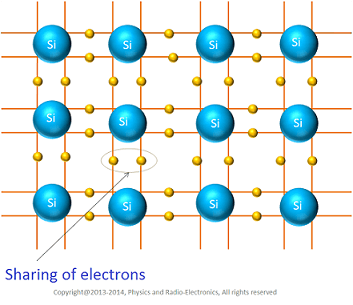 Si Si Si Si
Si Si Si Si
Si Si Si Si
Sharing of electrons
Copyright@2013-2014, Physics and Radio-Electronics, All rights reserved